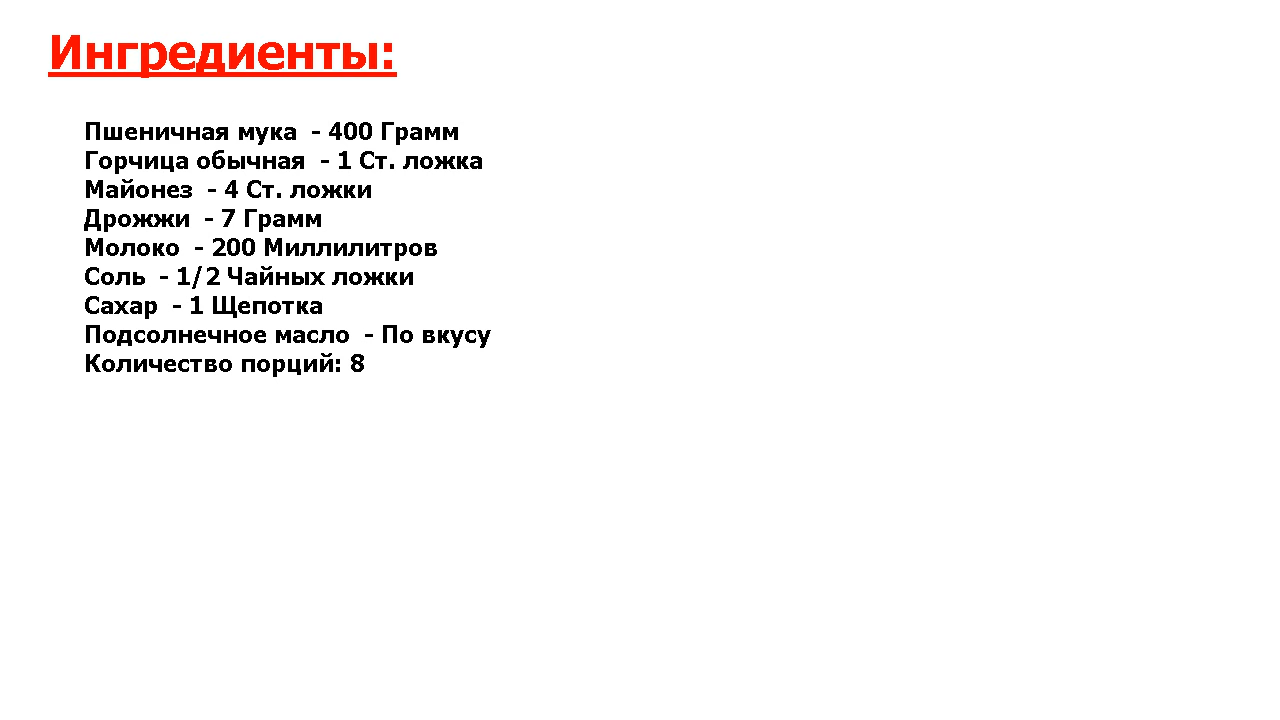 Ингредиенты:
Пшеничная мука  - 400 Грамм
Горчица обычная  - 1 Ст. ложка
Майонез  - 4 Ст. ложки
Дрожжи  - 7 Грамм
Молоко  - 200 Миллилитров
Соль  - 1/2 Чайных ложки
Сахар  - 1 Щепотка
Подсолнечное масло  - По вкусу
Количество порций: 8